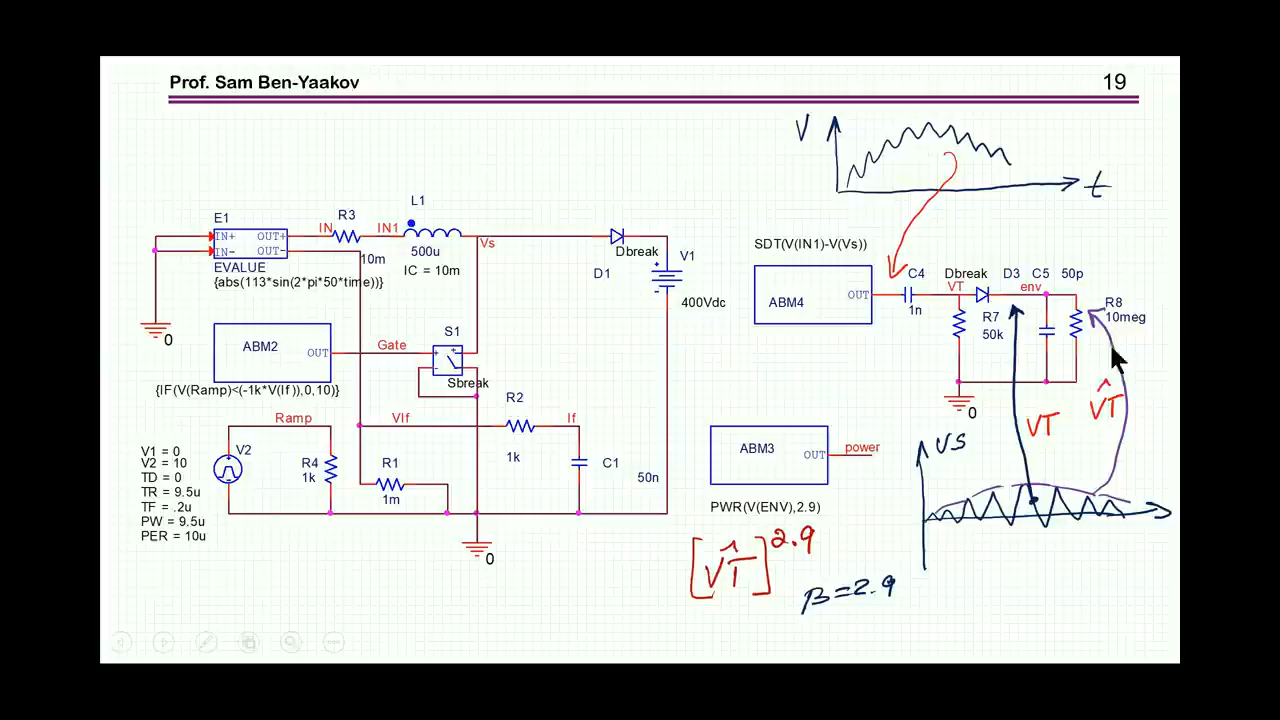 Prof. Sam Ben-Yaakov
19
V
t
L1
E1
R3
IN+
OUT+
IN
IN1
IN-
OUT-
Vs
10m
500u
IC = 10m
EVALUE
{abs(113*sin(2*pi*50*time))}
Dbreak
D1
V1
+
-
400Vdc
0
SDT(V(IN1)-V(Vs))
ABM4
OUT
C4
1n
VT
Dbreak
D3
C5
50p
env
R7
50k
R8
10meg
0
ABM2
OUT
Gate
S1
+
+
-
-
Sbreak
{IF(V(Ramp)<(-1k*V(If)),0,10)}
Ramp
VIf
R2
1k
If
V1 = 0
V2 = 10
TD = 0
TR = 9.5u
TF = .2u
PW = 9.5u
PER = 10u
V2
R4
1k
R1
1m
C1
50n
0
ABM3
OUT
power
PWR(V(ENV),2.9)
VT
V̂T
VS
[V̂T]^2.9
β=2.9